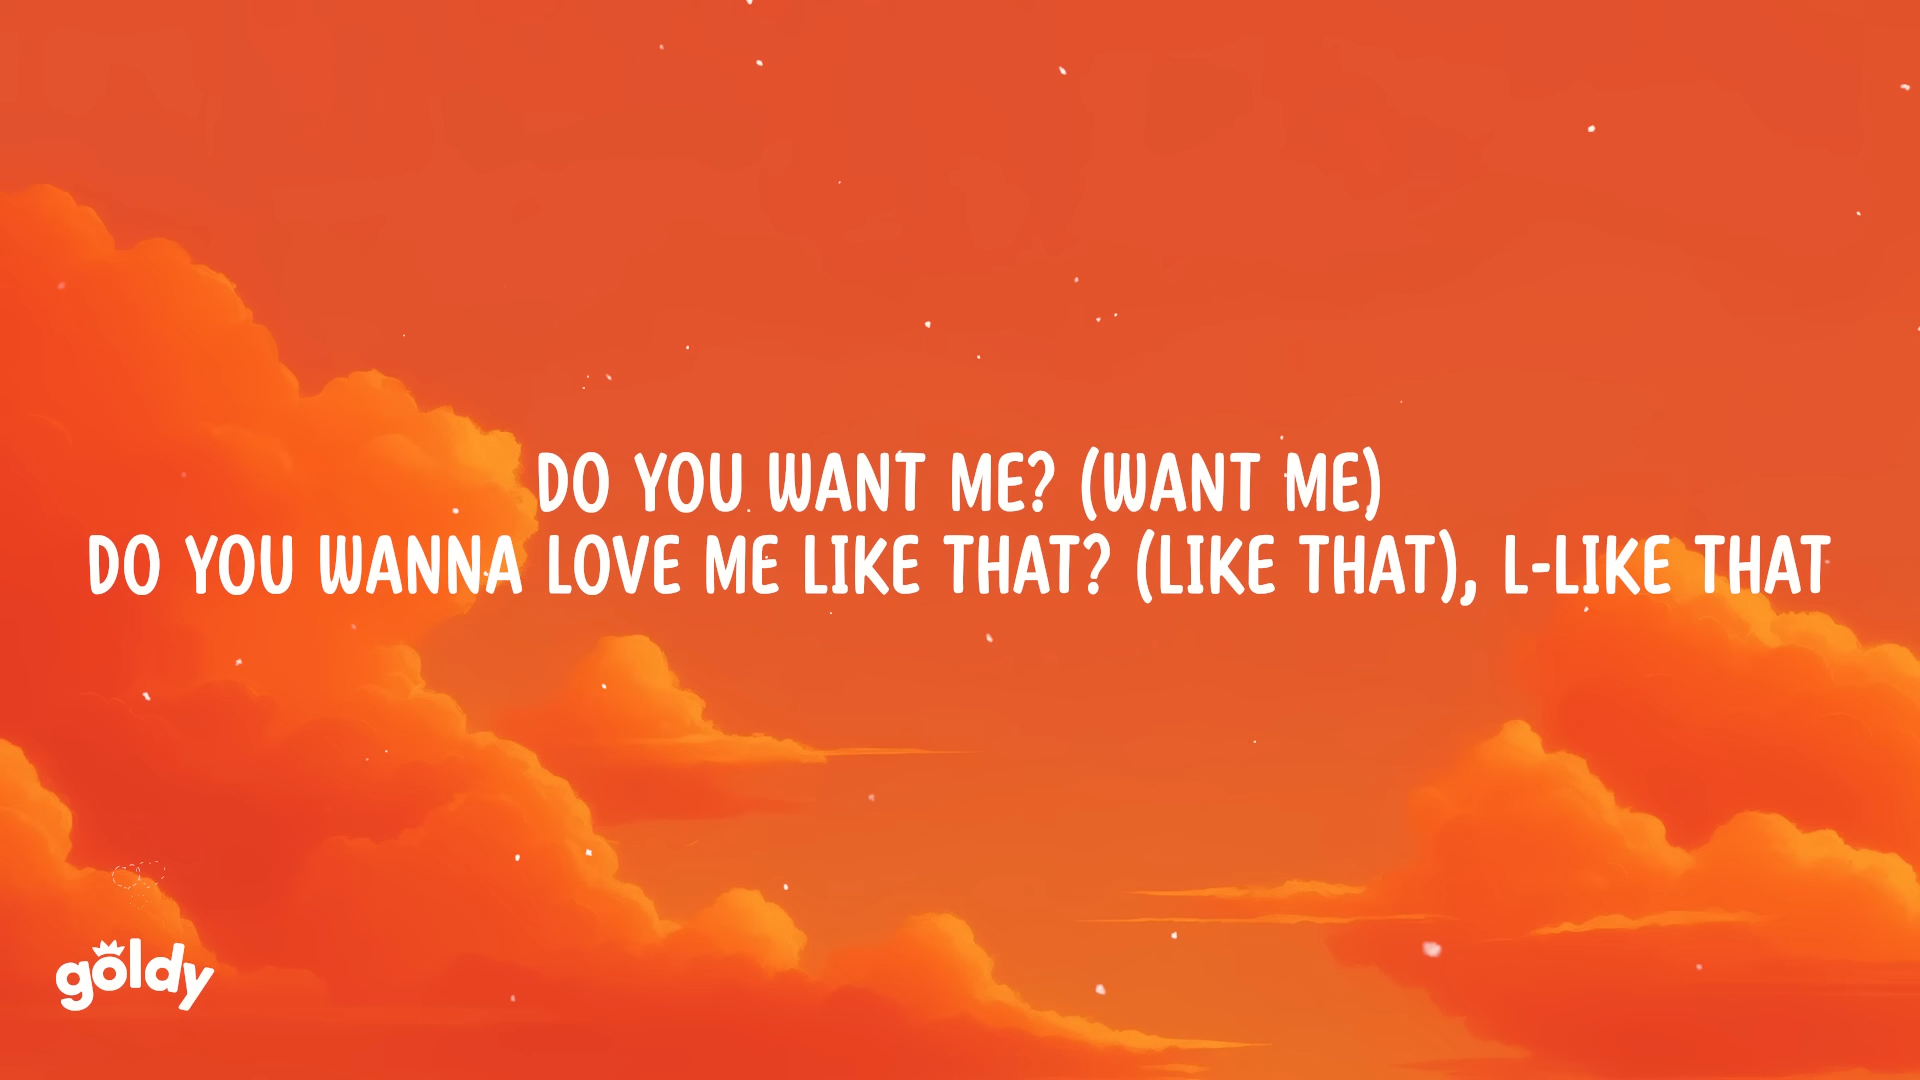 DO YOU WANT ME? (WANT ME)
DO YOU WANNA LOVE ME LIKE THAT? (LIKE THAT), L-LIKE THAT
goldy